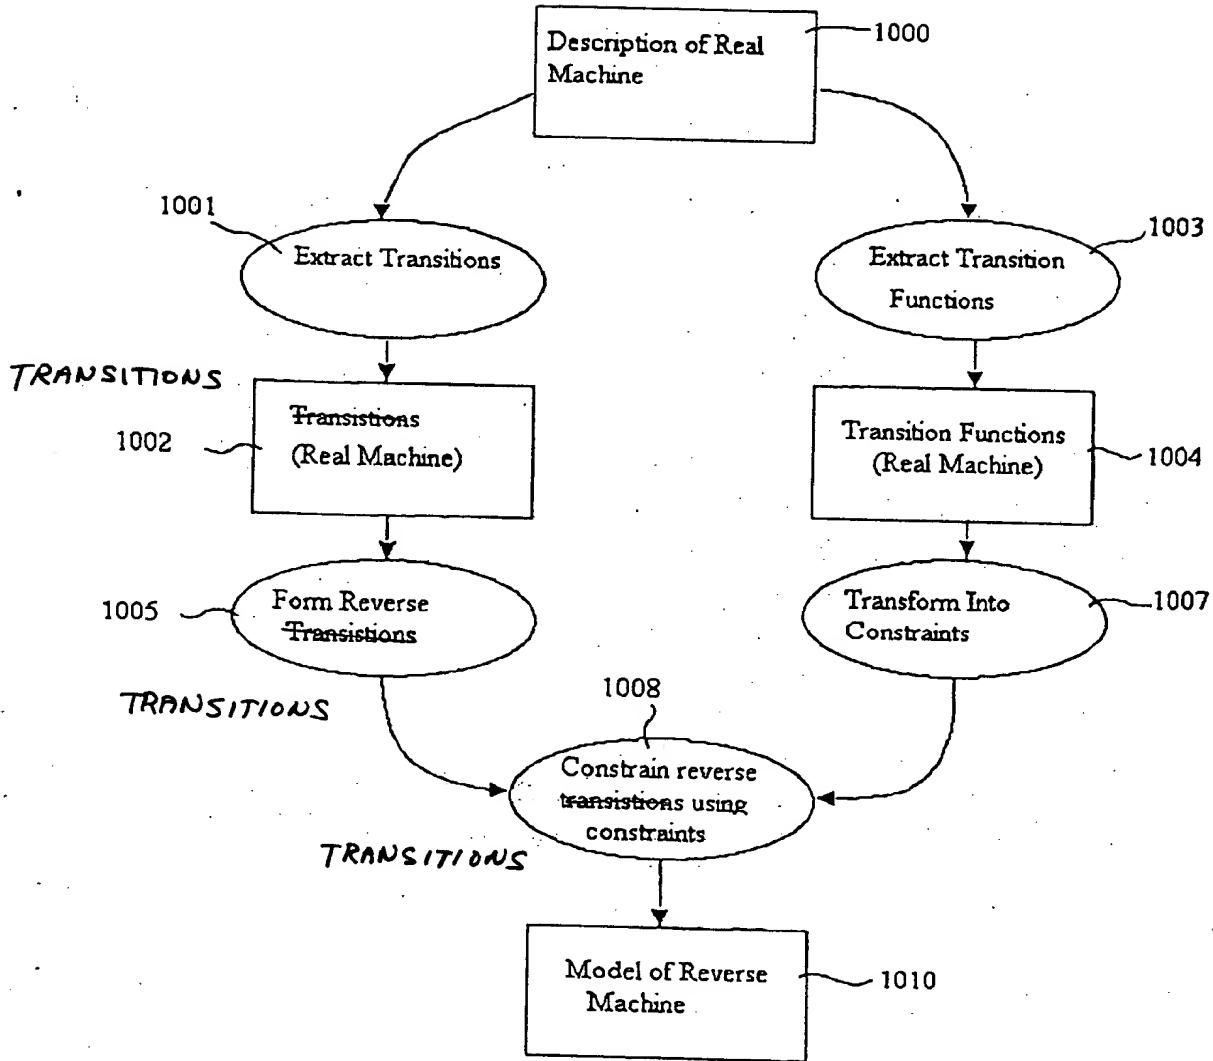 Description of Real
Machine
1000
1001
Extract Transitions
1003
Extract Transition
Functions
TRANSITIONS
1002
Transistions
(Real Machine)
Transition Functions
(Real Machine)
1004
1005
Form Reverse
Transistions
TRANSITIONS
Transform Into
Constraints
1007
1008
Constrain reverse
transistions using
constraints
TRANSITIONS
Model of Reverse
Machine
1010